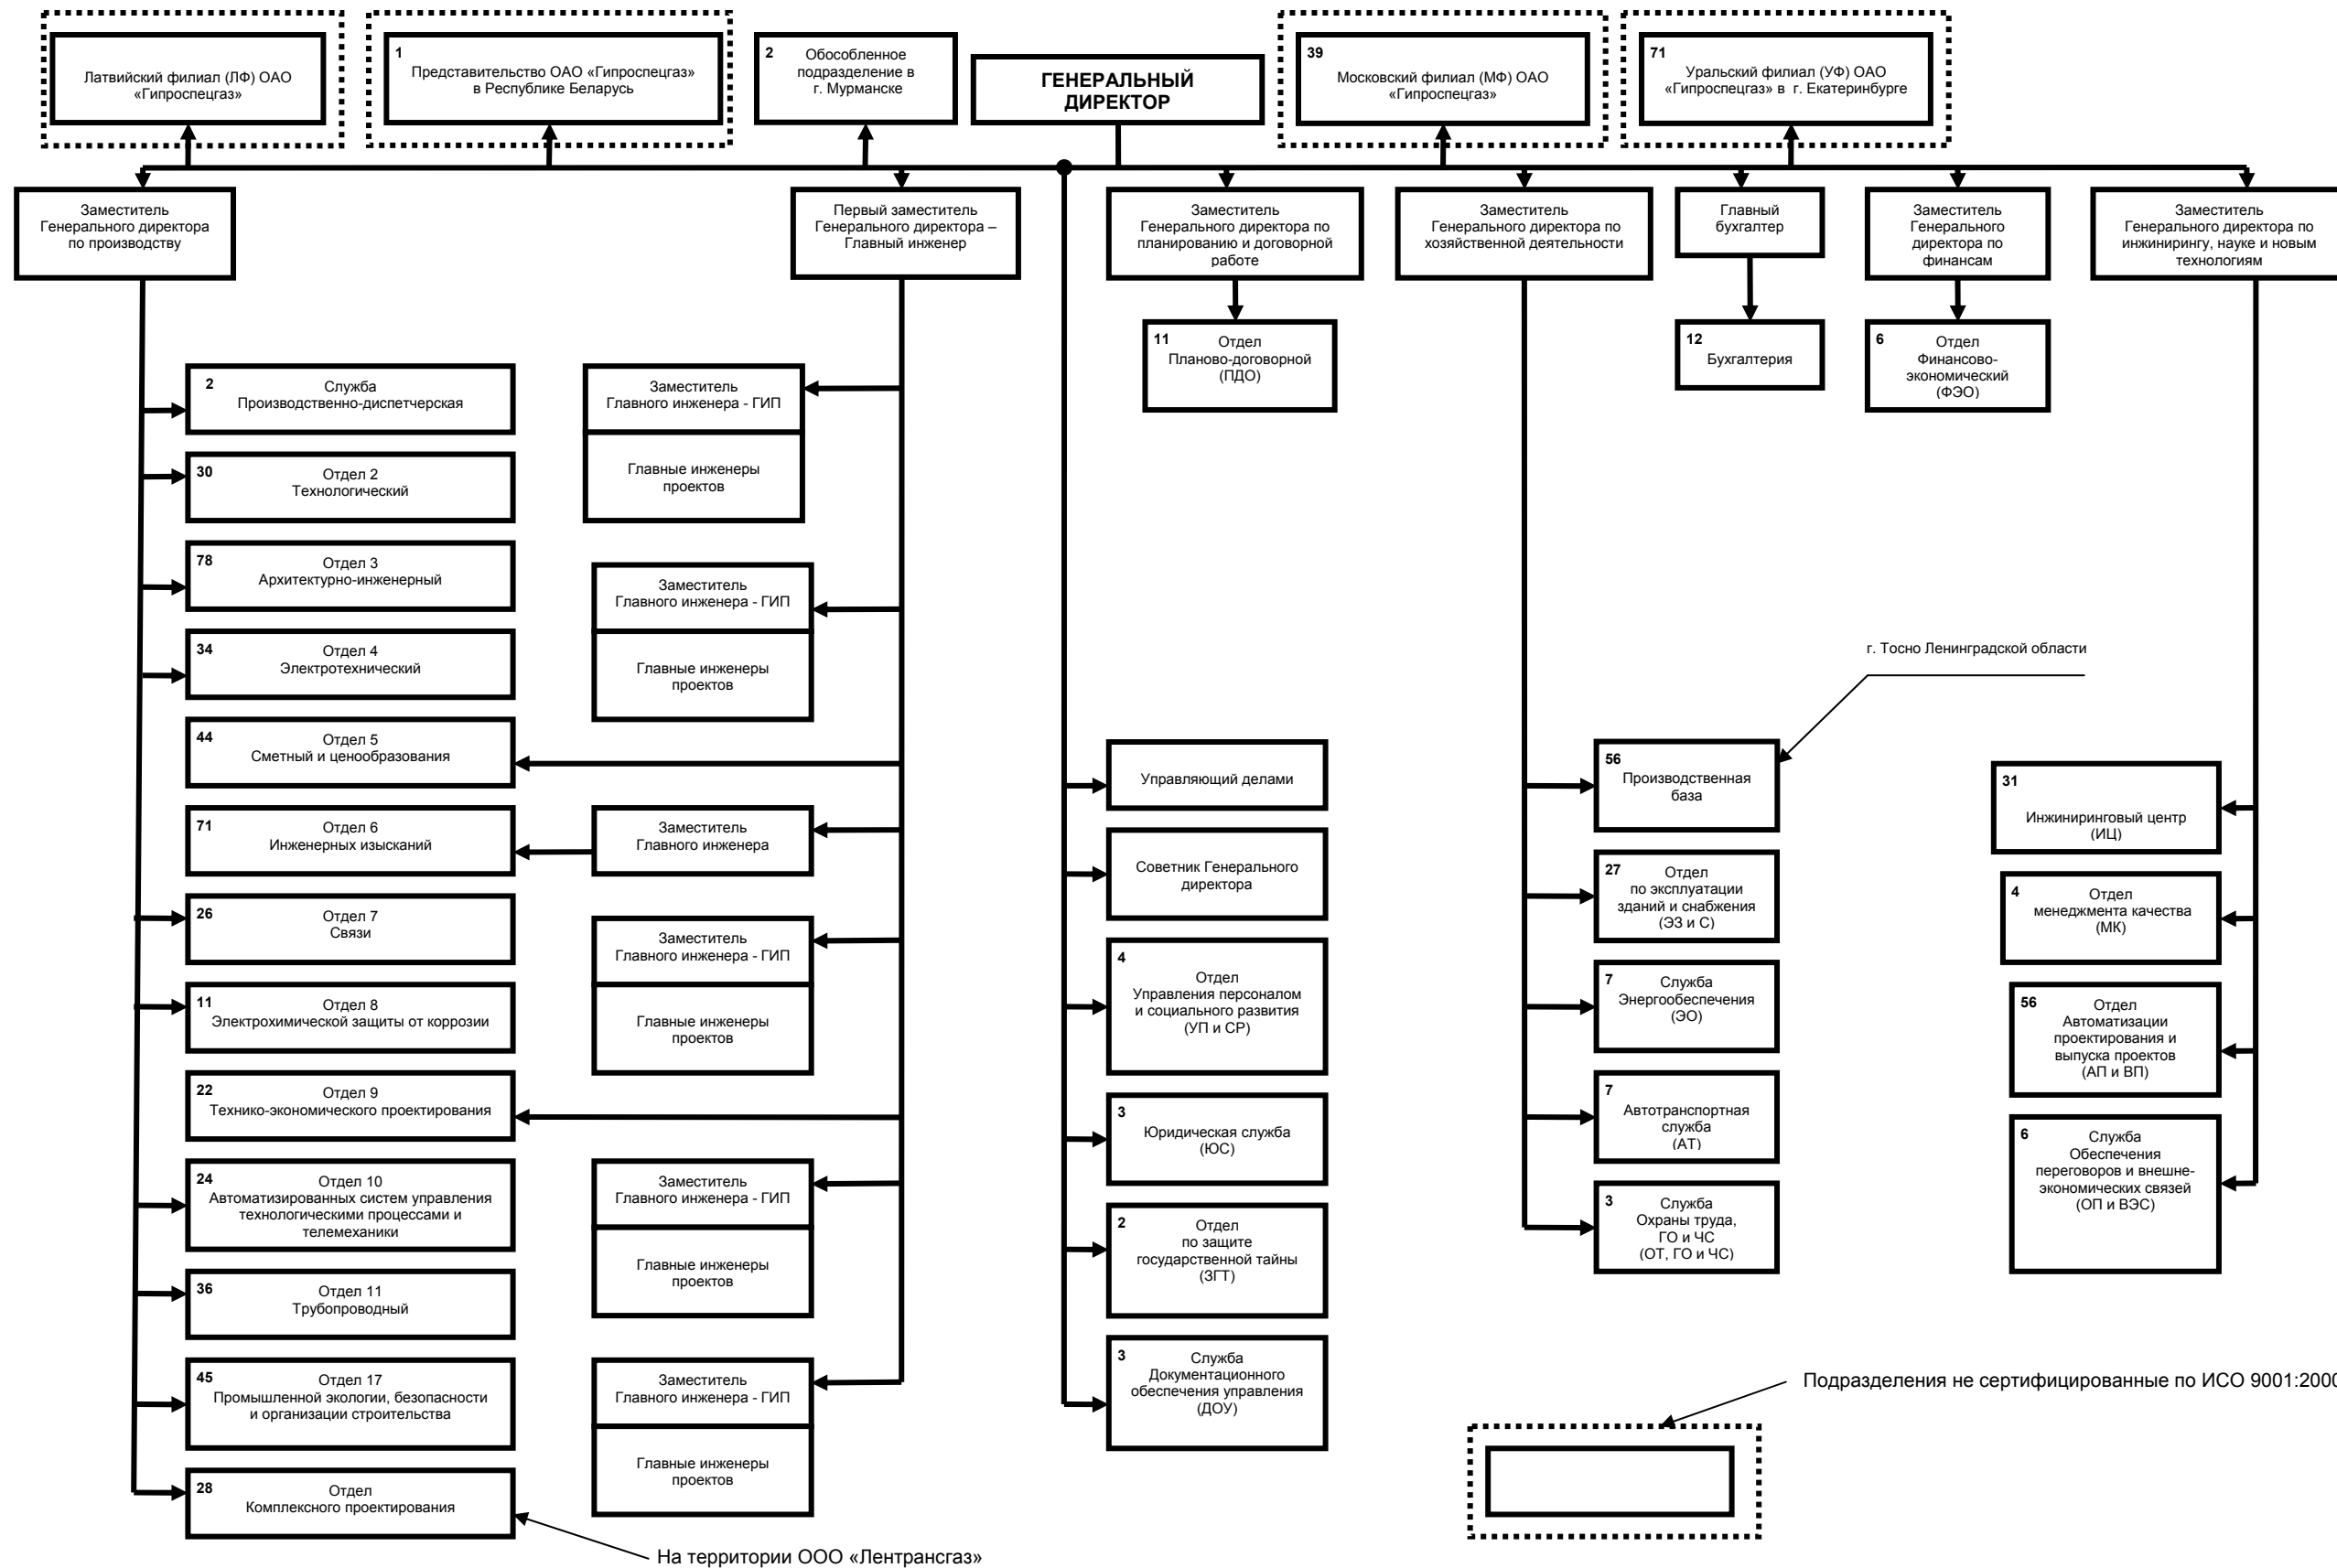 Латвийский филиал (ЛФ) ОАО
«Гипроспецгаз»
1
Представительство ОАО «Гипроспецгаз»
в Республике Беларусь
2
Обособленное
подразделение в
г. Мурманске
ГЕНЕРАЛЬНЫЙ
ДИРЕКТОР
39
Московский филиал (МФ) ОАО
«Гипроспецгаз»
71
Уральский филиал (УФ) ОАО
«Гипроспецгаз» в г. Екатеринбурге
Заместитель
Генерального директора
по производству
Первый заместитель
Генерального директора –
Главный инженер
Заместитель
Генерального директора по
планированию и договорной
работе
Заместитель
Генерального директора по
хозяйственной деятельности
Главный
бухгалтер
Заместитель
Генерального
директора по
финансам
Заместитель
Генерального директора по
инжинирингу, науке и новым
технологиям
11
Отдел
Планово-договорной
(ПДО)
12
Бухгалтерия
6
Отдел
Финансово-
экономический
(ФЭО)
2
Служба
Производственно-диспетчерская
30
Отдел 2
Технологический
78
Отдел 3
Архитектурно-инженерный
34
Отдел 4
Электротехнический
44
Отдел 5
Сметный и ценообразования
71
Отдел 6
Инженерных изысканий
26
Отдел 7
Связи
11
Отдел 8
Электрохимической защиты от коррозии
22
Отдел 9
Технико-экономического проектирования
24
Отдел 10
Автоматизированных систем управления
технологическими процессами и
телемеханики
36
Отдел 11
Трубопроводный
45
Отдел 17
Промышленной экологии, безопасности
и организации строительства
28
Отдел
Комплексного проектирования
На территории ООО «Лентрансгаз»
Заместитель
Главного инженера - ГИП
Главные инженеры
проектов
Заместитель
Главного инженера - ГИП
Главные инженеры
проектов
Заместитель
Главного инженера
Заместитель
Главного инженера - ГИП
Главные инженеры
проектов
Заместитель
Главного инженера - ГИП
Главные инженеры
проектов
Заместитель
Главного инженера - ГИП
Главные инженеры
проектов
Управляющий делами
Советник Генерального
директора
4
Отдел
Управления персоналом
и социального развития
(УП и СР)
3
Юридическая служба
(ЮС)
2
Отдел
по защите
государственной тайны
(ЗГТ)
3
Служба
Документационного
обеспечения управления
(ДОУ)
г. Тосно Ленинградской области
56
Производственная
база
27
Отдел
по эксплуатации
зданий и снабжения
(ЭЗ и С)
7
Служба
Энергообеспечения
(ЭО)
7
Автотранспортная
служба
(АТ)
3
Служба
Охраны труда,
ГО и ЧС
(ОТ, ГО и ЧС)
31
Инжиниринговый центр
(ИЦ)
4
Отдел
менеджмента качества
(МК)
56
Отдел
Автоматизации
проектирования и
выпуска проектов
(АП и ВП)
6
Служба
Обеспечения
переговоров и внешне-
экономических связей
(ОП и ВЭС)
Подразделения не сертифицированные по ИСО 9001:2000